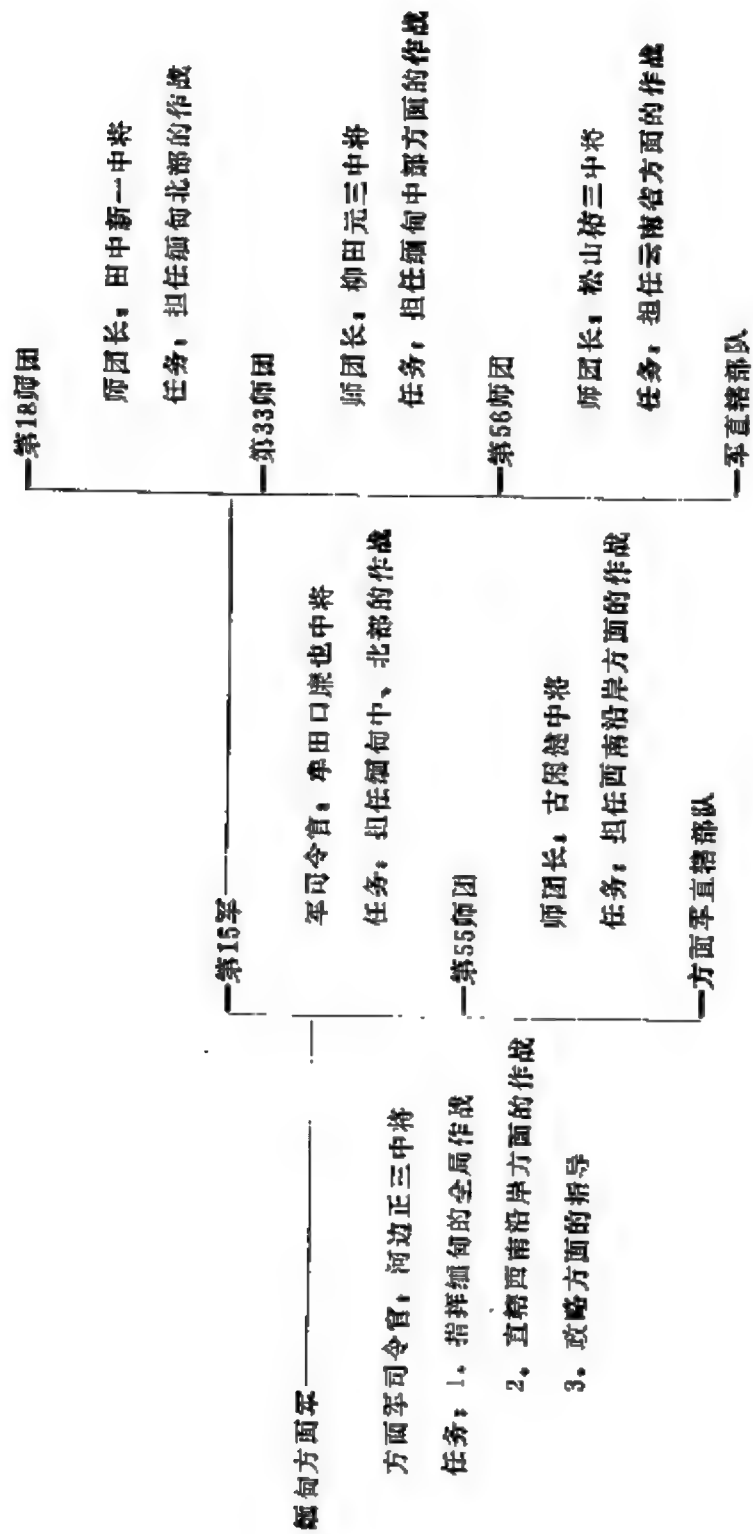 缅甸方面军
方面军司令官：河边正三中将
任务：1、指挥缅甸的全局作战
2、直辖西南沿岸方面的作战
3、政略方面的指导
第15军
军司令官：牟田口廉也中将
任务：担任缅甸中、北部的作战
第55师团
师团长：古闲健中将
任务：担任西南沿岸方面的作战
方面军直辖部队
第18师团
师团长：田中新一中将
任务：担任缅甸北部的作战
第33师团
师团长：柳田元三中将
任务：担任缅甸中部方面的作战
第56师团
师团长：松山祐三中将
任务：担任云南省方面的作战
军直辖部队